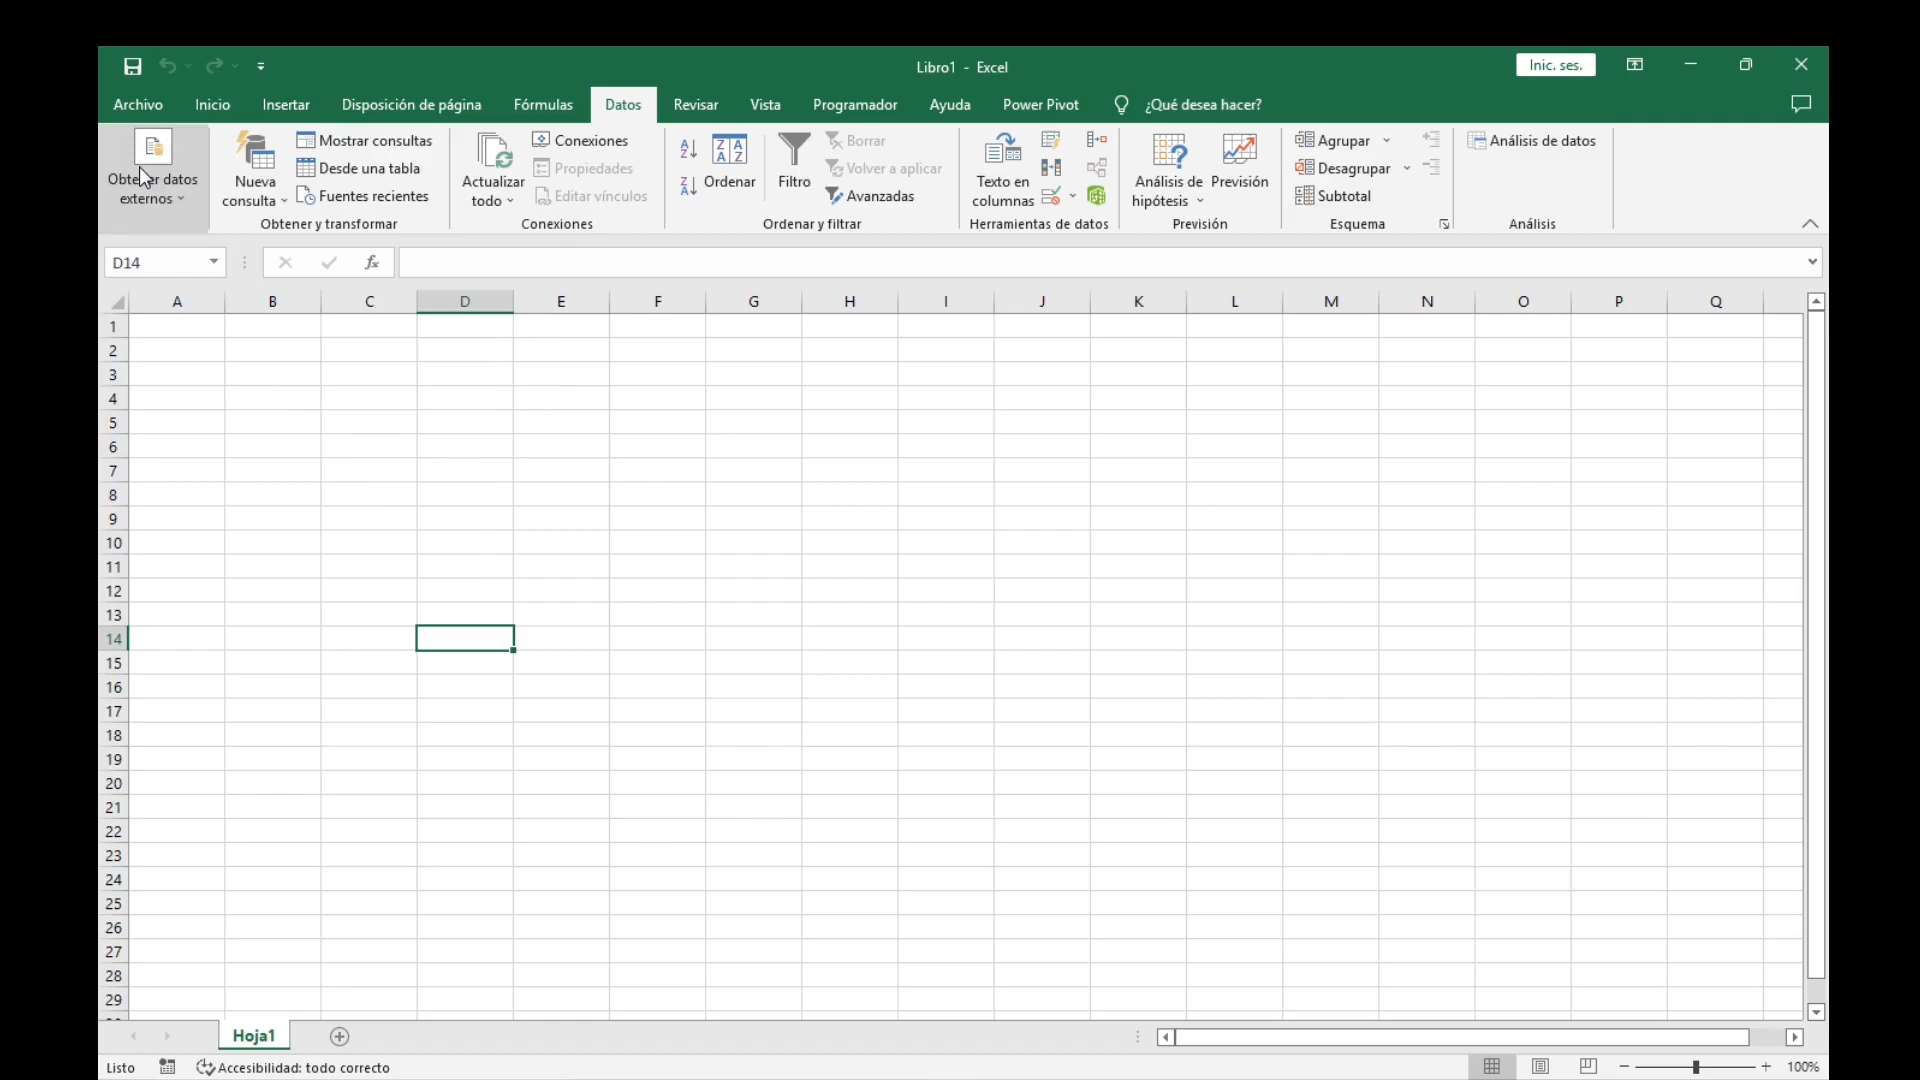 Libro1 - Excel
Inic. ses.
Archivo Inicio Insertar Disposición de página Fórmulas Datos Revisar Vista Programador Ayuda Power Pivot ¿Qué desea hacer?
Obtener datos
externos
Nueva
consulta
Mostrar consultas
Desde una tabla
Fuentes recientes
Obtener y transformar
Actualizar
todo
Conexiones
Propiedades
Editar vínculos
Conexiones
Ordenar
Filtro
Borrar
Volver a aplicar
Avanzadas
Ordenar y filtrar
Texto en
columnas
Herramientas de datos
Análisis de
hipótesis
Previsión
Previsión
Agrupar
Desagrupar
Subtotal
Esquema
Análisis de datos
Análisis
D14
fx
A B C D E F G H I J K L M N O P Q
1
2
3
4
5
6
7
8
9
10
11
12
13
14
15
16
17
18
19
20
21
22
23
24
25
26
27
28
29
Hoja1
Listo
Accesibilidad: todo correcto
100%